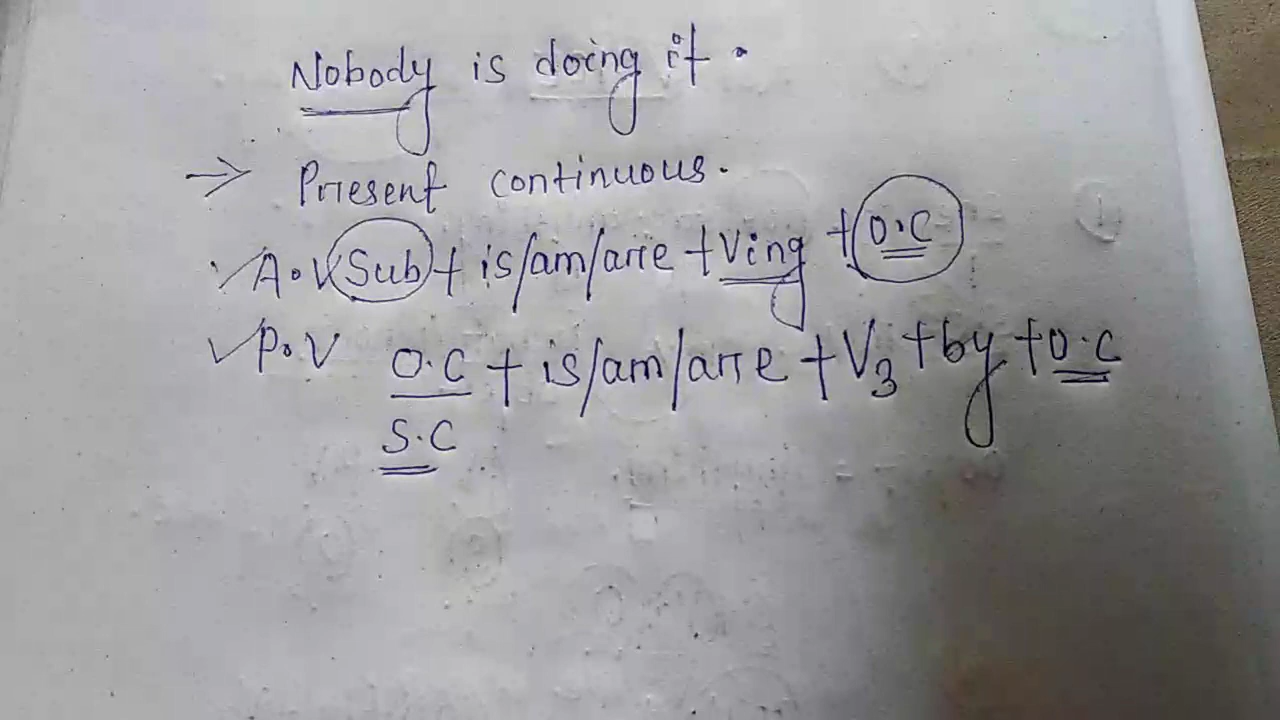 Nobody is doing it.
→ Present continuous.
✓ A.V Sub + is/am/are + Ving + O.C
✓ P.V O.C + is/am/are + V3 + by + O.C
S.C